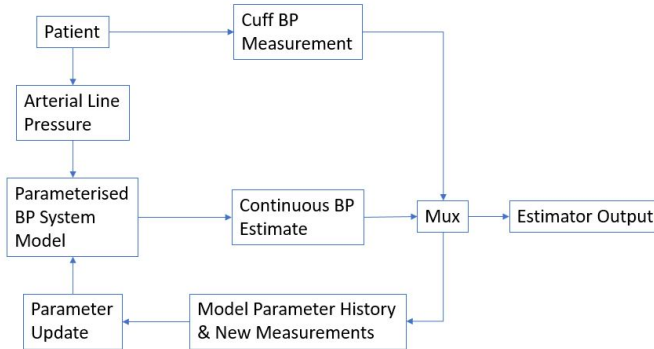 Patient
Cuff BP
Measurement
Arterial Line
Pressure
Parameterised
BP System
Model
Continuous BP
Estimate
Mux
Estimator Output
Parameter
Update
Model Parameter History
& New Measurements